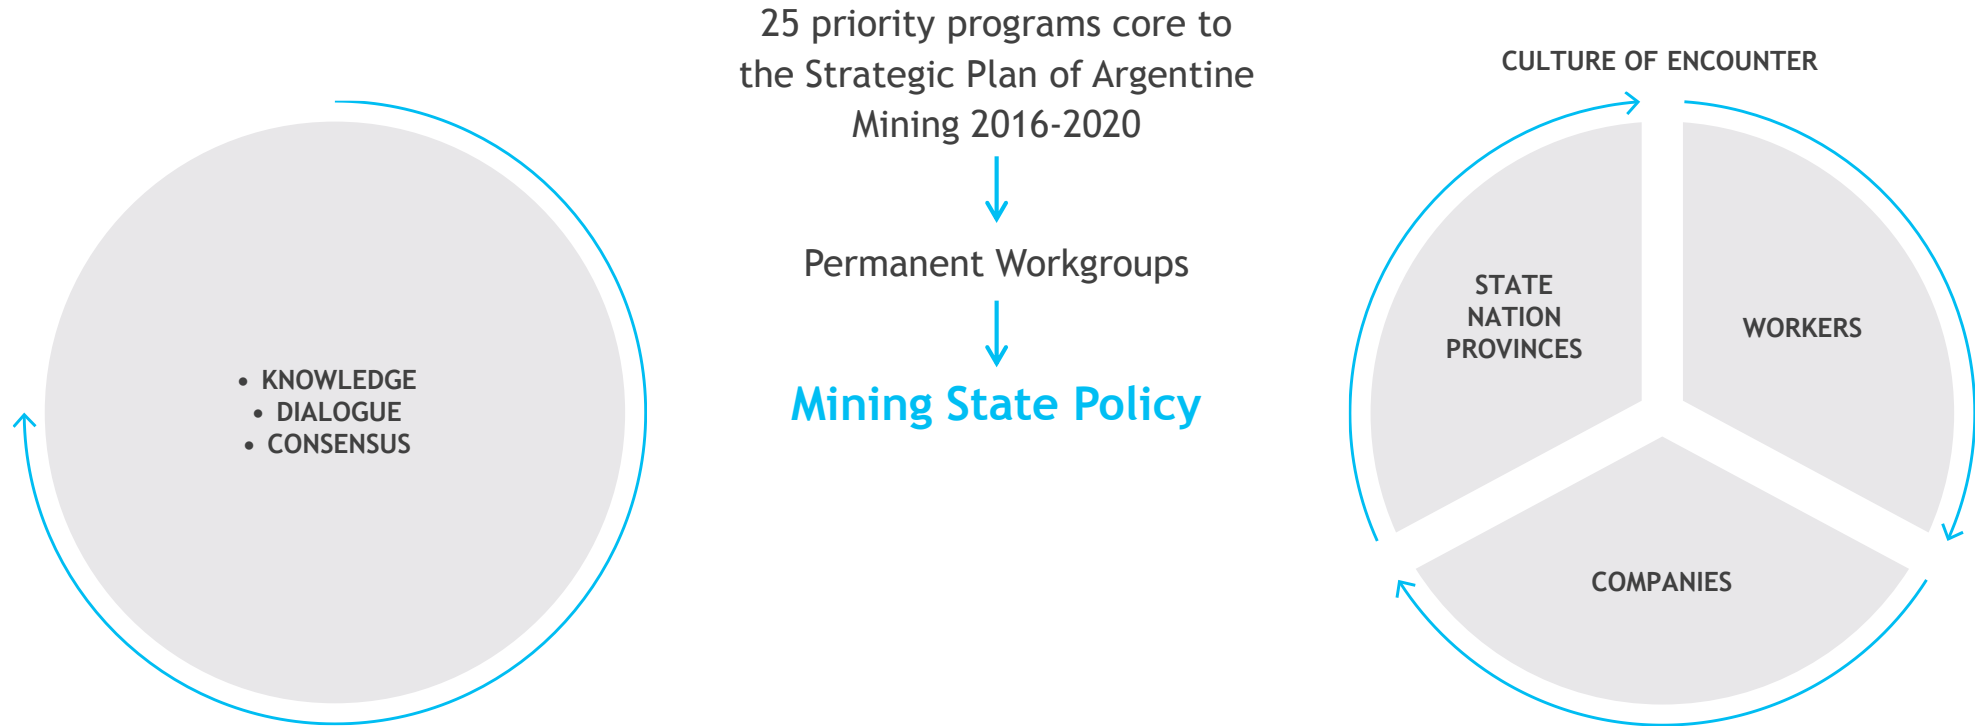 • KNOWLEDGE
• DIALOGUE
• CONSENSUS
25 priority programs core to
the Strategic Plan of Argentine
Mining 2016-2020
Permanent Workgroups
Mining State Policy
CULTURE OF ENCOUNTER
STATE
NATION
PROVINCES
WORKERS
COMPANIES